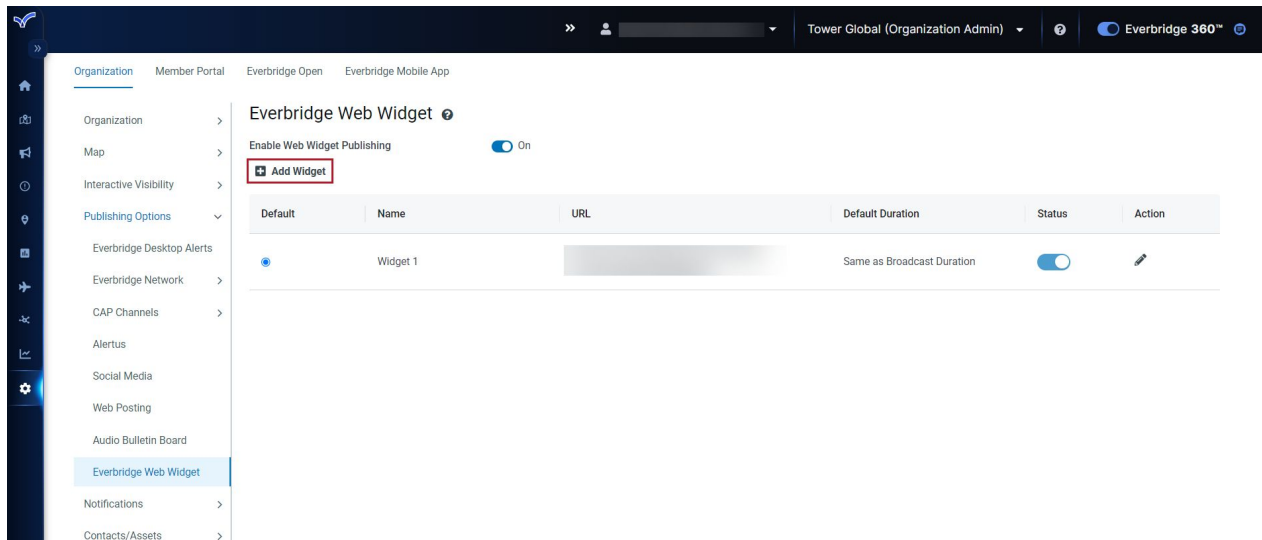 Tower Global (Organization Admin)
Everbridge 360™
Organization Member Portal Everbridge Open Everbridge Mobile App
Organization
Map
Interactive Visibility
Publishing Options
Everbridge Desktop Alerts
Everbridge Network
CAP Channels
Alertus
Social Media
Web Posting
Audio Bulletin Board
Everbridge Web Widget
Notifications
Contacts/Assets
Everbridge Web Widget
Enable Web Widget Publishing On
Add Widget
Default Name URL Default Duration Status Action
Widget 1 Same as Broadcast Duration